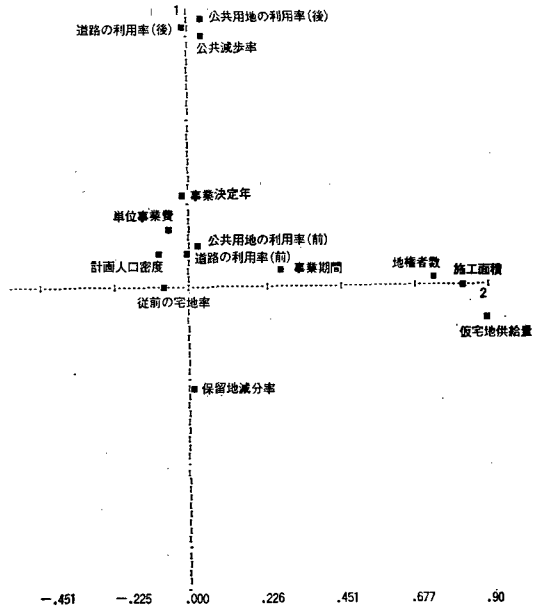 1
公共用地の利用率(後)
道路の利用率(後)
公共減歩率
事業決定年
単位事業費
公共用地の利用率(前)
道路の利用率(前)
計画人口密度
事業期間
地権者数
施工面積
2
従前の宅地率
仮宅地供給量
保留地減分率
-.451 -.225 .000 .226 .451 .677 .90